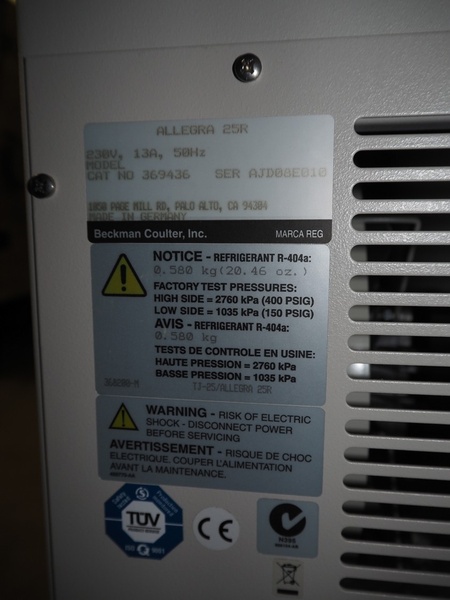 ALLEGRA 25R
230V, 13A, 50Hz
MODEL
CAT NO 369436 SER AJD08E010
1050 PAGE MILL RD, PALO ALTO, CA 94304
MADE IN GERMANY
Beckman Coulter, Inc. MARCA REG
NOTICE - REFRIGERANT R-404a:
0.580 kg(20.46 oz.)
FACTORY TEST PRESSURES:
HIGH SIDE = 2760 kPa (400 PSIG)
LOW SIDE = 1035 kPa (150 PSIG)
AVIS - REFRIGERANT R-404a:
0.580 kg
TESTS DE CONTROLE EN USINE:
HAUTE PRESSION = 2760 kPa
BASSE PRESSION = 1035 kPa
TJ-25/ALLEGRA 25R
WARNING - RISK OF ELECTRIC
SHOCK - DISCONNECT POWER
BEFORE SERVICING
AVERTISSEMENT - RISQUE DE CHOC
ELECTRIQUE, COUPER L'ALIMENTATION
AVANT LA MAINTENANCE.
TÜV
CE
N384